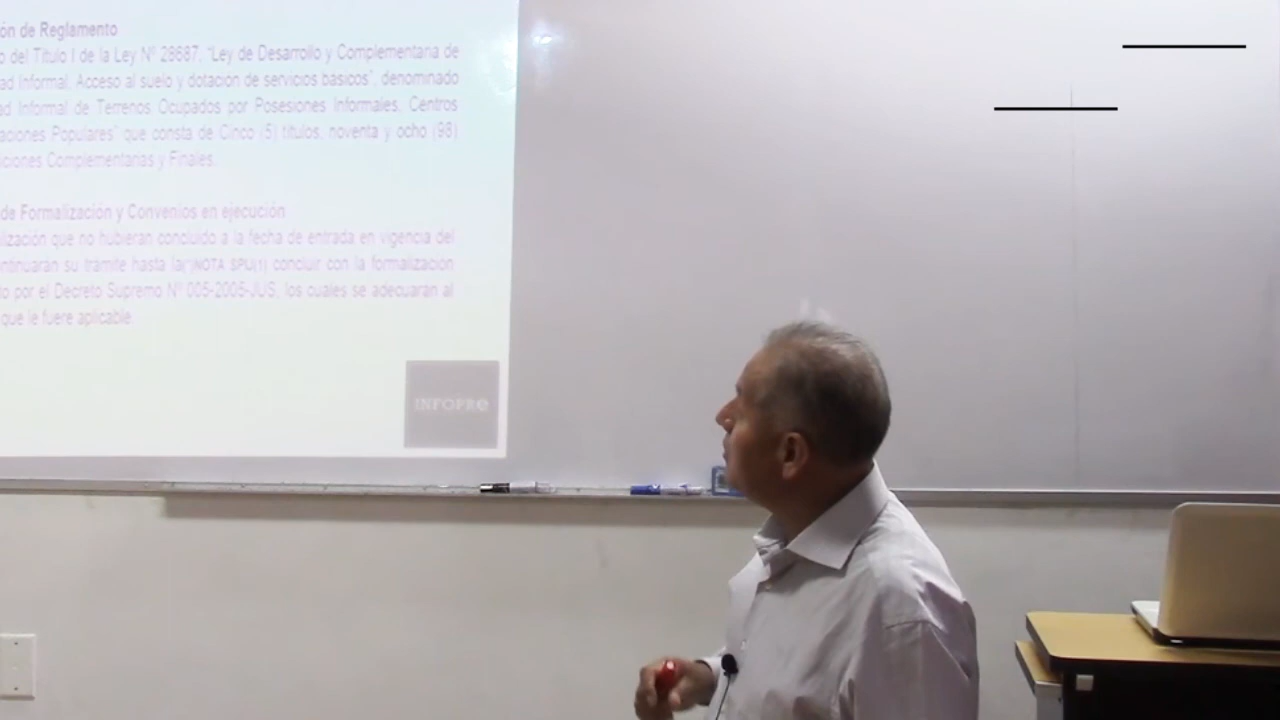 ón de Reglamento
o del Título I de la Ley Nº 28687, "Ley de Desarrollo y Complementaria de
ad Informal, Acceso al suelo y dotación de servicios básicos", denominado
ad Informal de Terrenos Ocupados por Posesiones Informales, Centros
aciones Populares" que consta de Cinco (5) títulos, noventa y ocho (98)
iciones Complementarias y Finales.
de Formalización y Convenios en ejecución
lización que no hubieran concluido a la fecha de entrada en vigencia del
ntinuarán su trámite hasta la(*)NOTA SPIJ(1) concluir con la formalización
o por el Decreto Supremo Nº 005-2005-JUS, los cuales se adecuarán al
que le fuere aplicable.
INFOPRe